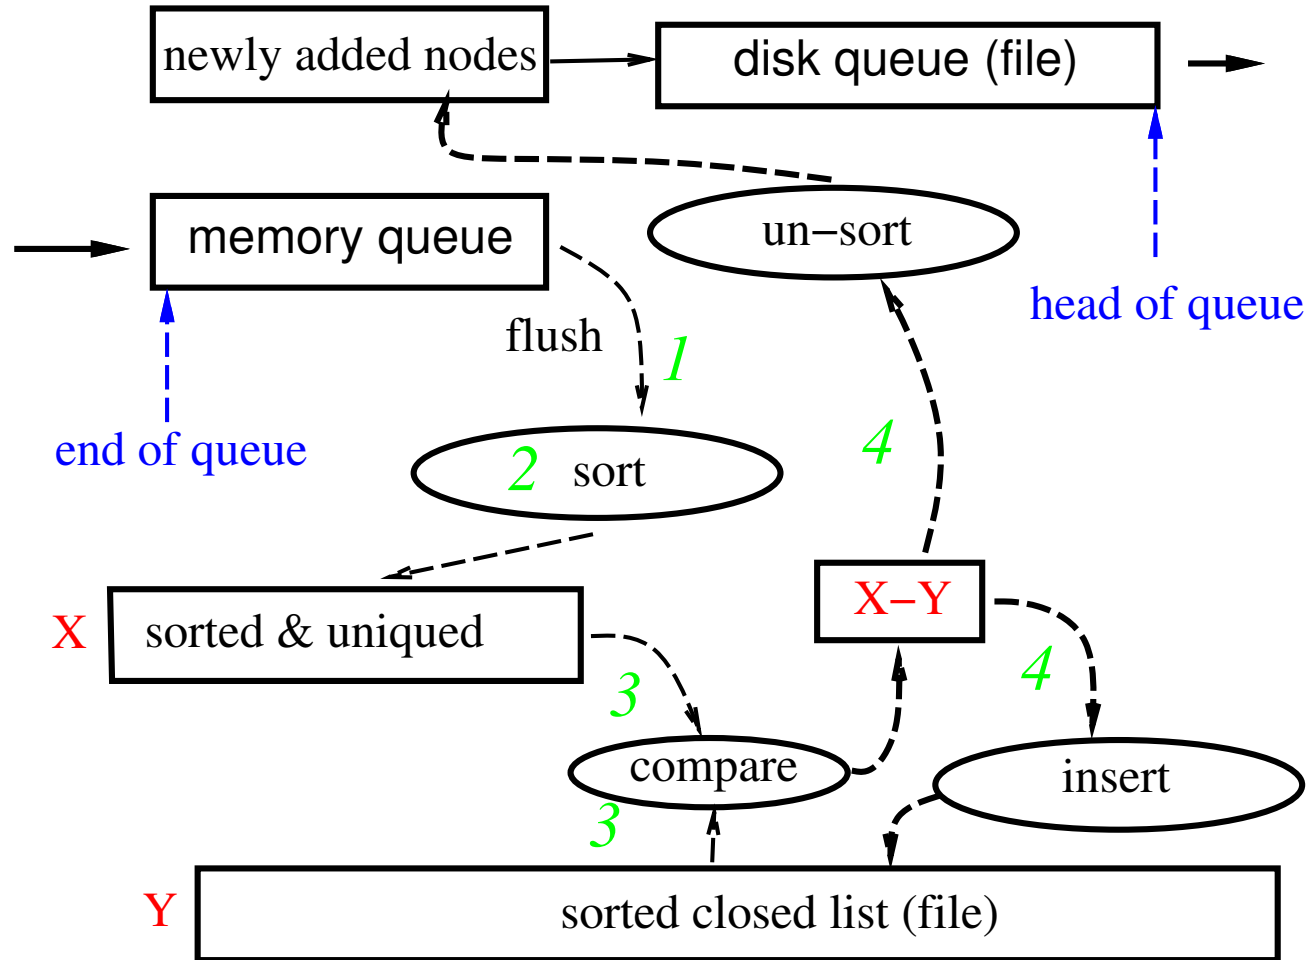 newly added nodes
disk queue (file)
memory queue
un−sort
head of queue
flush
1
end of queue
2 sort
4
X−Y
X sorted & uniqued
3
4
compare
insert
3
Y sorted closed list (file)